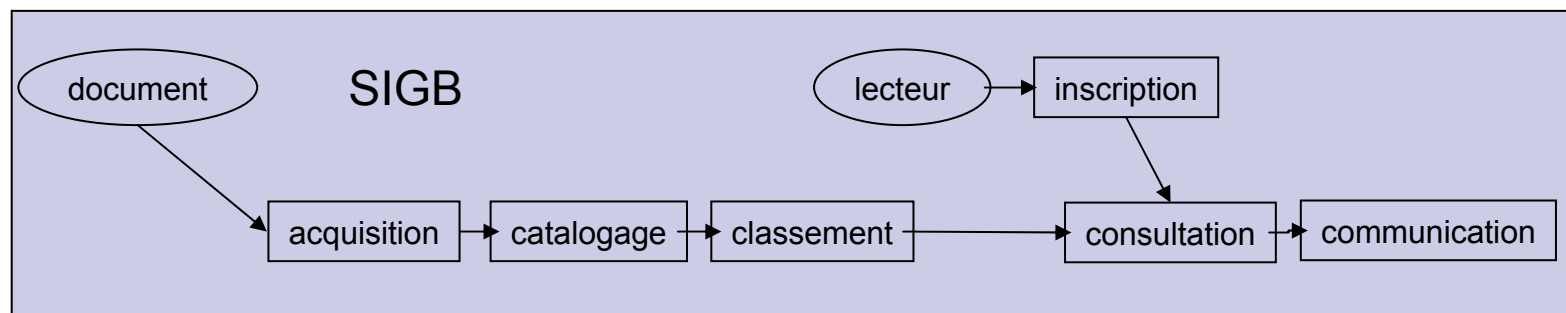 document
SIGB
lecteur
inscription
acquisition
catalogage
classement
consultation
communication